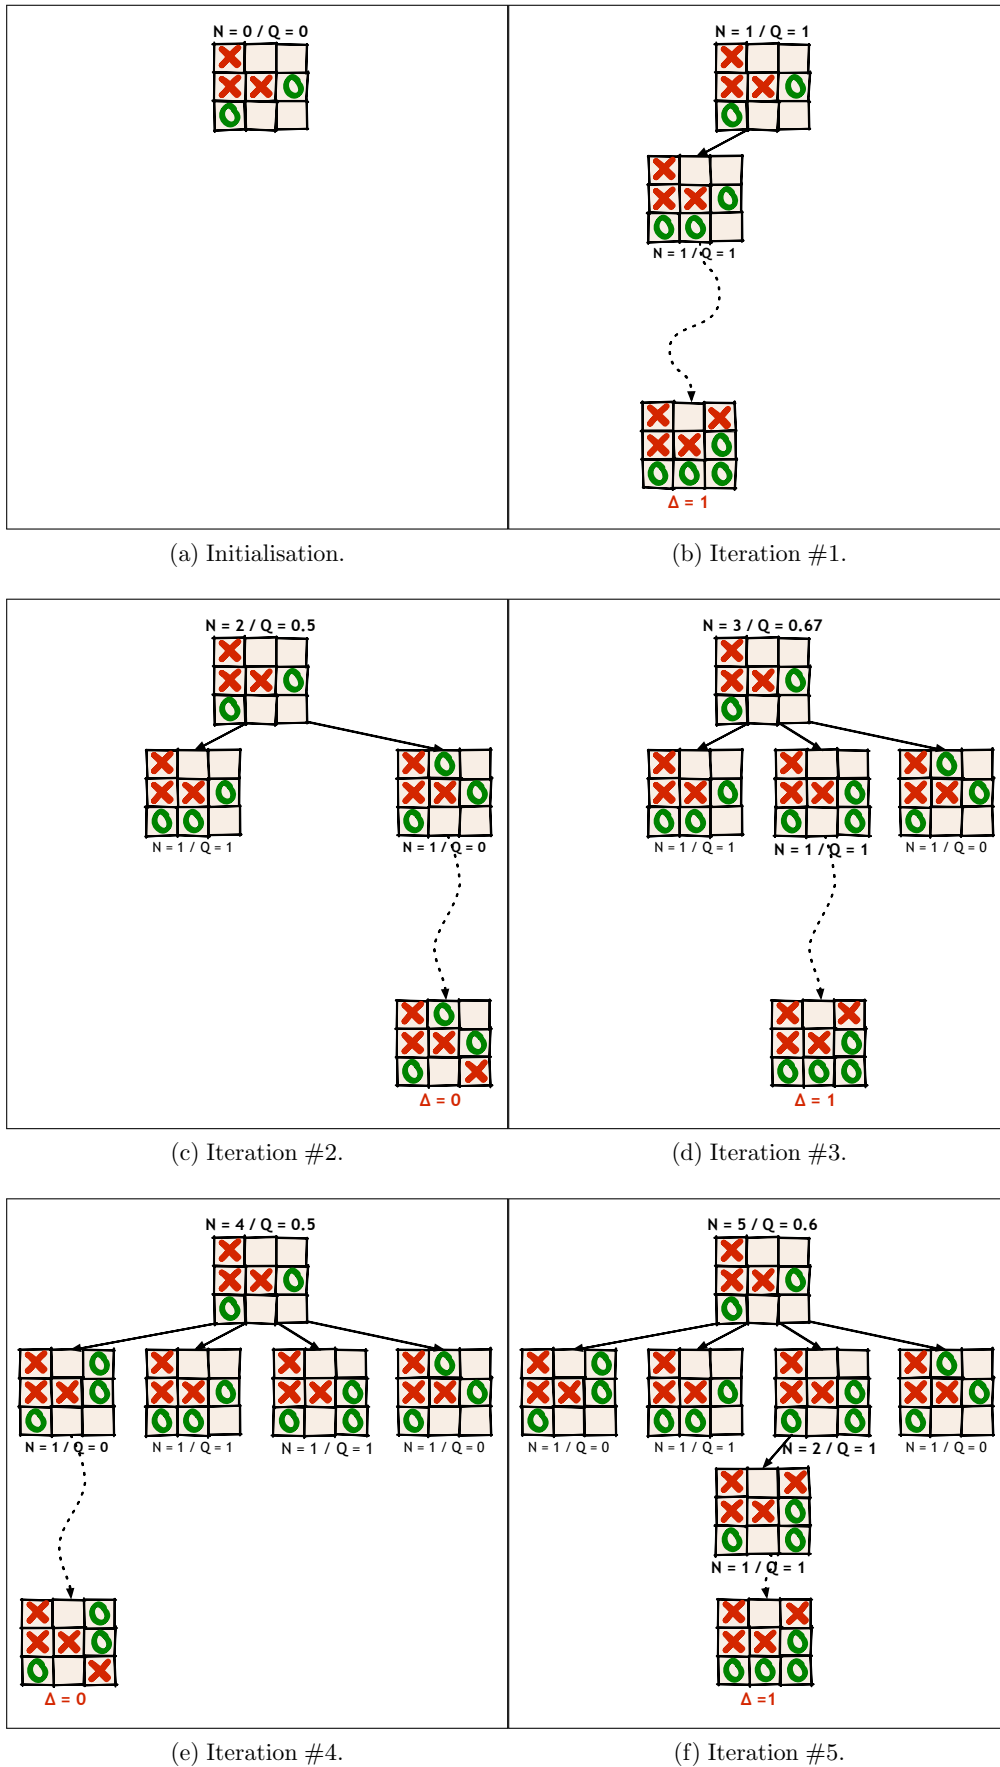 N = 0 / Q = 0
(a) Initialisation.
N = 1 / Q = 1
N = 1 / Q = 1
Δ = 1
(b) Iteration #1.
N = 2 / Q = 0.5
N = 1 / Q = 1
N = 1 / Q = 0
Δ = 0
(c) Iteration #2.
N = 3 / Q = 0.67
N = 1 / Q = 1
N = 1 / Q = 1
N = 1 / Q = 0
Δ = 1
(d) Iteration #3.
N = 4 / Q = 0.5
N = 1 / Q = 0
N = 1 / Q = 1
N = 1 / Q = 1
N = 1 / Q = 0
Δ = 0
(e) Iteration #4.
N = 5 / Q = 0.6
N = 1 / Q = 0
N = 1 / Q = 1
N = 2 / Q = 1
N = 1 / Q = 0
N = 1 / Q = 1
Δ =1
(f) Iteration #5.